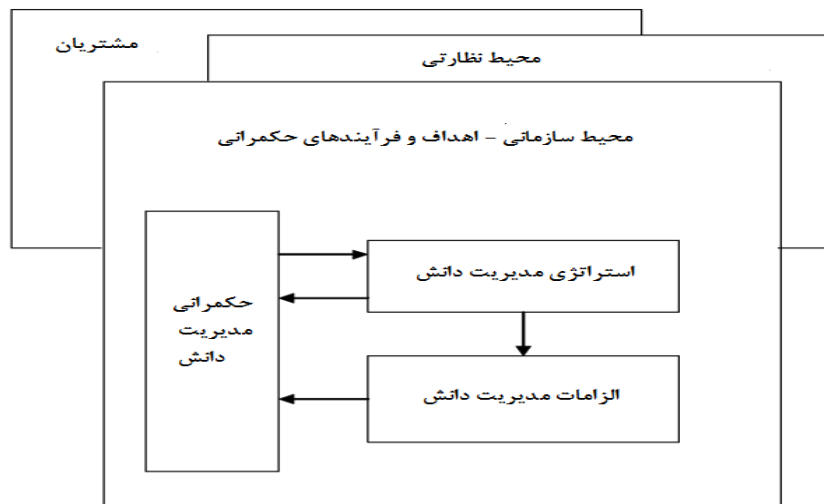 مشتریان
محیط نظارتی
محیط سازمانی – اهداف و فرآیندهای حکمرانی
استراتژی مدیریت دانش
حکمرانی
مدیریت
دانش
الزامات مدیریت دانش